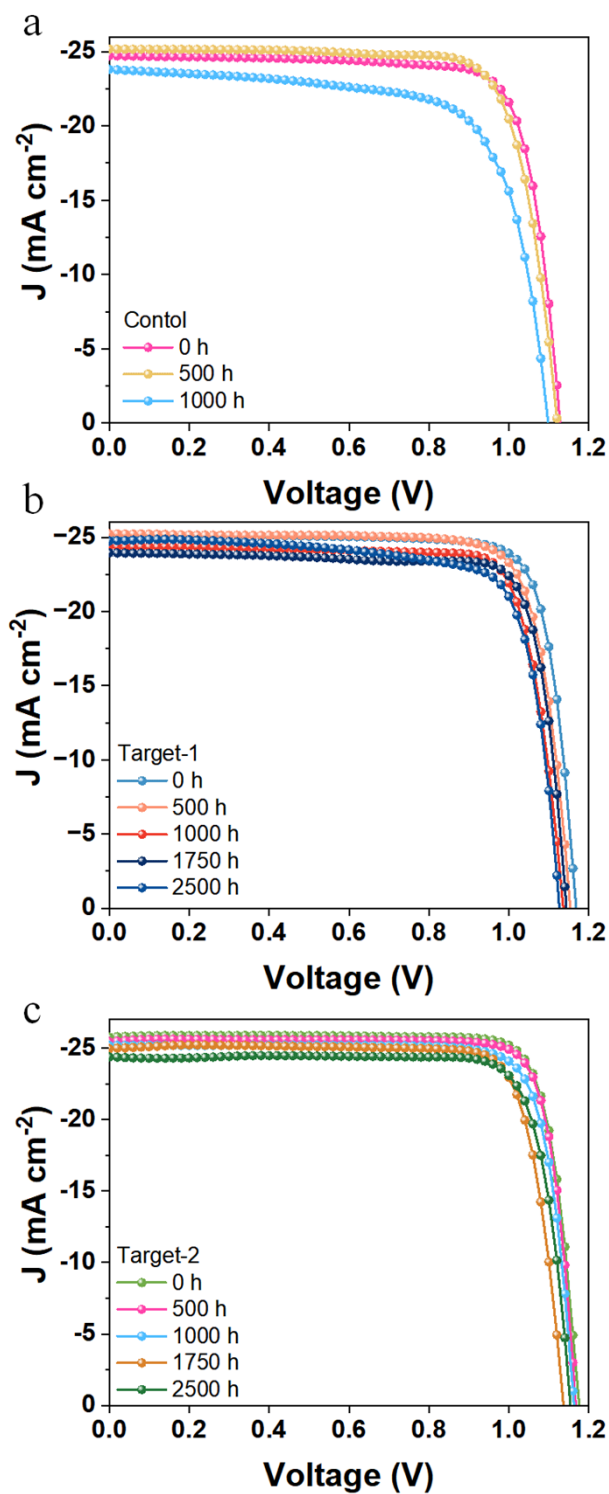 a
-25
-20
-15
-10
-5
0
J (mA cm-2)
Contol
0 h
500 h
1000 h
0.0 0.2 0.4 0.6 0.8 1.0 1.2
Voltage (V)
b
−25
−20
−15
−10
−5
0
J (mA cm−2)
Target-1
0 h
500 h
1000 h
1750 h
2500 h
0.0 0.2 0.4 0.6 0.8 1.0 1.2
Voltage (V)
c
-25
-20
-15
-10
-5
0
J (mA cm-2)
Target-2
0 h
500 h
1000 h
1750 h
2500 h
0.0 0.2 0.4 0.6 0.8 1.0 1.2
Voltage (V)